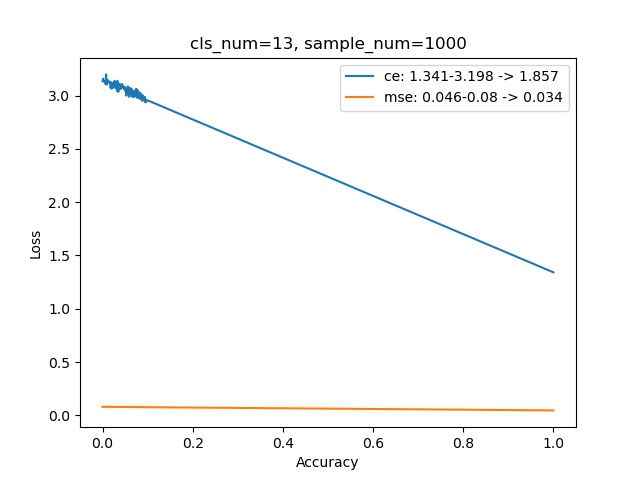 cls_num=13, sample_num=1000
ce: 1.341-3.198 -> 1.857
mse: 0.046-0.08 -> 0.034
3.0
2.5
2.0
1.5
1.0
0.5
0.0
Loss
0.0 0.2 0.4 0.6 0.8 1.0
Accuracy